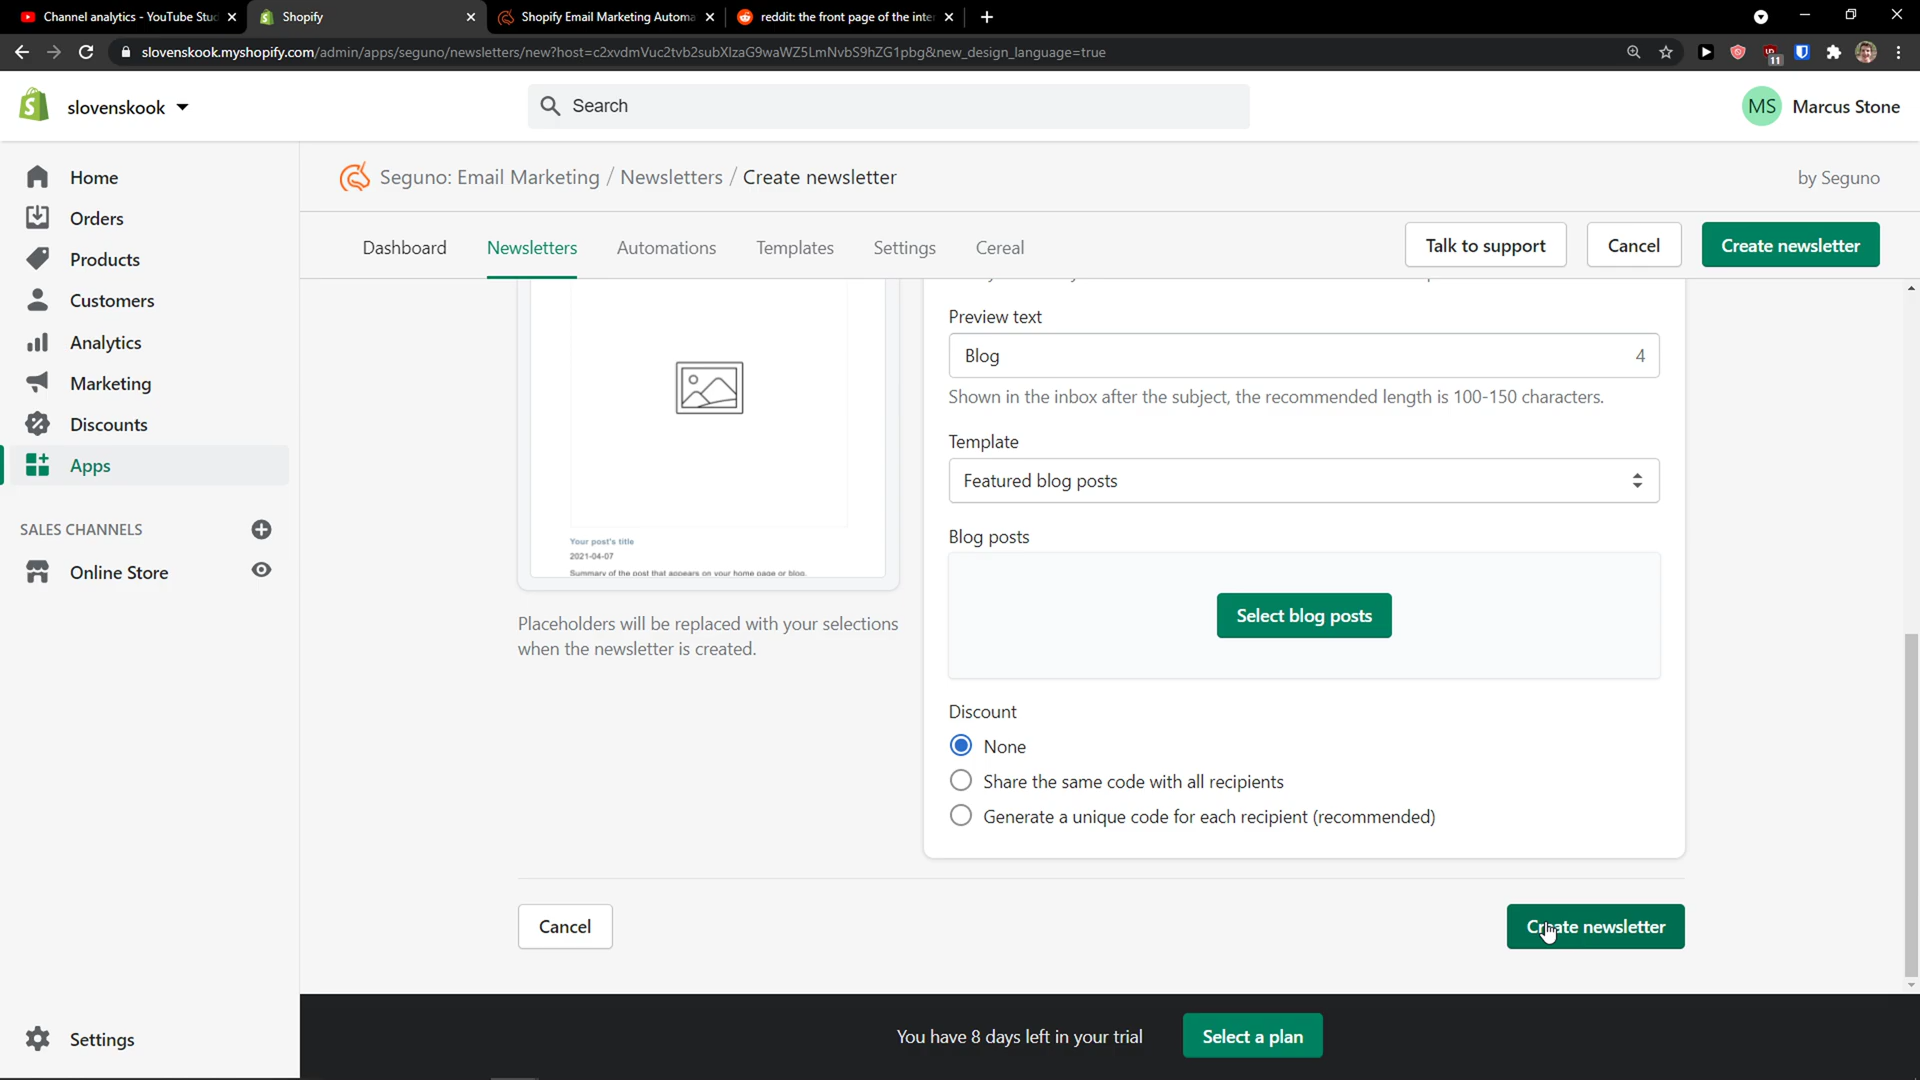 Channel analytics - YouTube Stu
Shopify
Shopify Email Marketing Automa
reddit: the front page of the inte
slovenskook.myshopify.com/admin/apps/seguno/newsletters/new?host=c2xvdmVuc2tvb2subXlzaG9waWZ5LmNvbS9hZG1pbg&new_design_language=true
11
slovenskook
Search
MS Marcus Stone
Home
Orders
Products
Customers
Analytics
Marketing
Discounts
Apps
SALES CHANNELS
Online Store
Settings
Seguno: Email Marketing / Newsletters / Create newsletter
by Seguno
Dashboard
Newsletters
Automations
Templates
Settings
Cereal
Talk to support
Cancel
Create newsletter
Your post's title
2021-04-07
Summary of the post that appears on your home page or blog.
Placeholders will be replaced with your selections
when the newsletter is created.
Preview text
Blog 4
Shown in the inbox after the subject, the recommended length is 100-150 characters.
Template
Featured blog posts
Blog posts
Select blog posts
Discount
None
Share the same code with all recipients
Generate a unique code for each recipient (recommended)
Cancel
Create newsletter
You have 8 days left in your trial
Select a plan